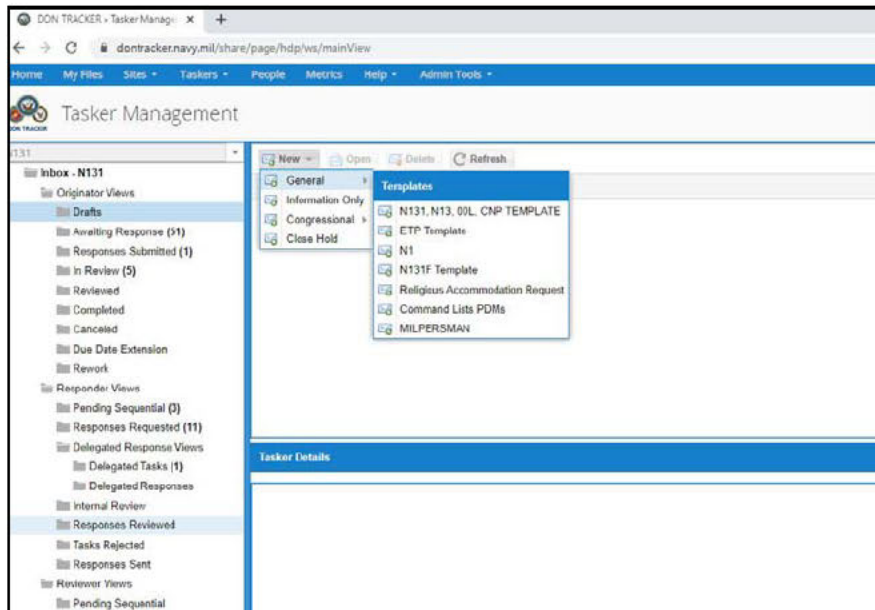 DON TRACKER » Tasker Manag
dontracker.navy.mil/share/page/hdp/ws/mainView
Home My Files Sites Taskers People Metrics Help Admin Tools
DON TRACKER
Tasker Management
N131
New Open Delete Refresh
Inbox - N131
Originator Views
Drafts
Awaiting Response (51)
Responses Submitted (1)
In Review (5)
Reviewed
Completed
Canceled
Due Date Extension
Rework
Responder Views
Pending Sequential (3)
Responses Requested (11)
Delegated Response Views
Delegated Tasks (1)
Delegated Responses
Internal Review
Responses Reviewed
Tasks Rejected
Responses Sent
Reviewer Views
Pending Sequential
General
Information Only
Congressional
Close Hold
Templates
N131, N13, 00L, CNP TEMPLATE
ETP Template
N1
N131F Template
Religious Accommodation Request
Command Lists PDMs
MILPERSMAN
Tasker Details